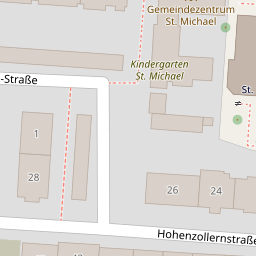 Gemeindezentrum
St. Michael
Kindergarten
St. Michael
-Straße
St.
1
28
26
24
Hohenzollernstraße